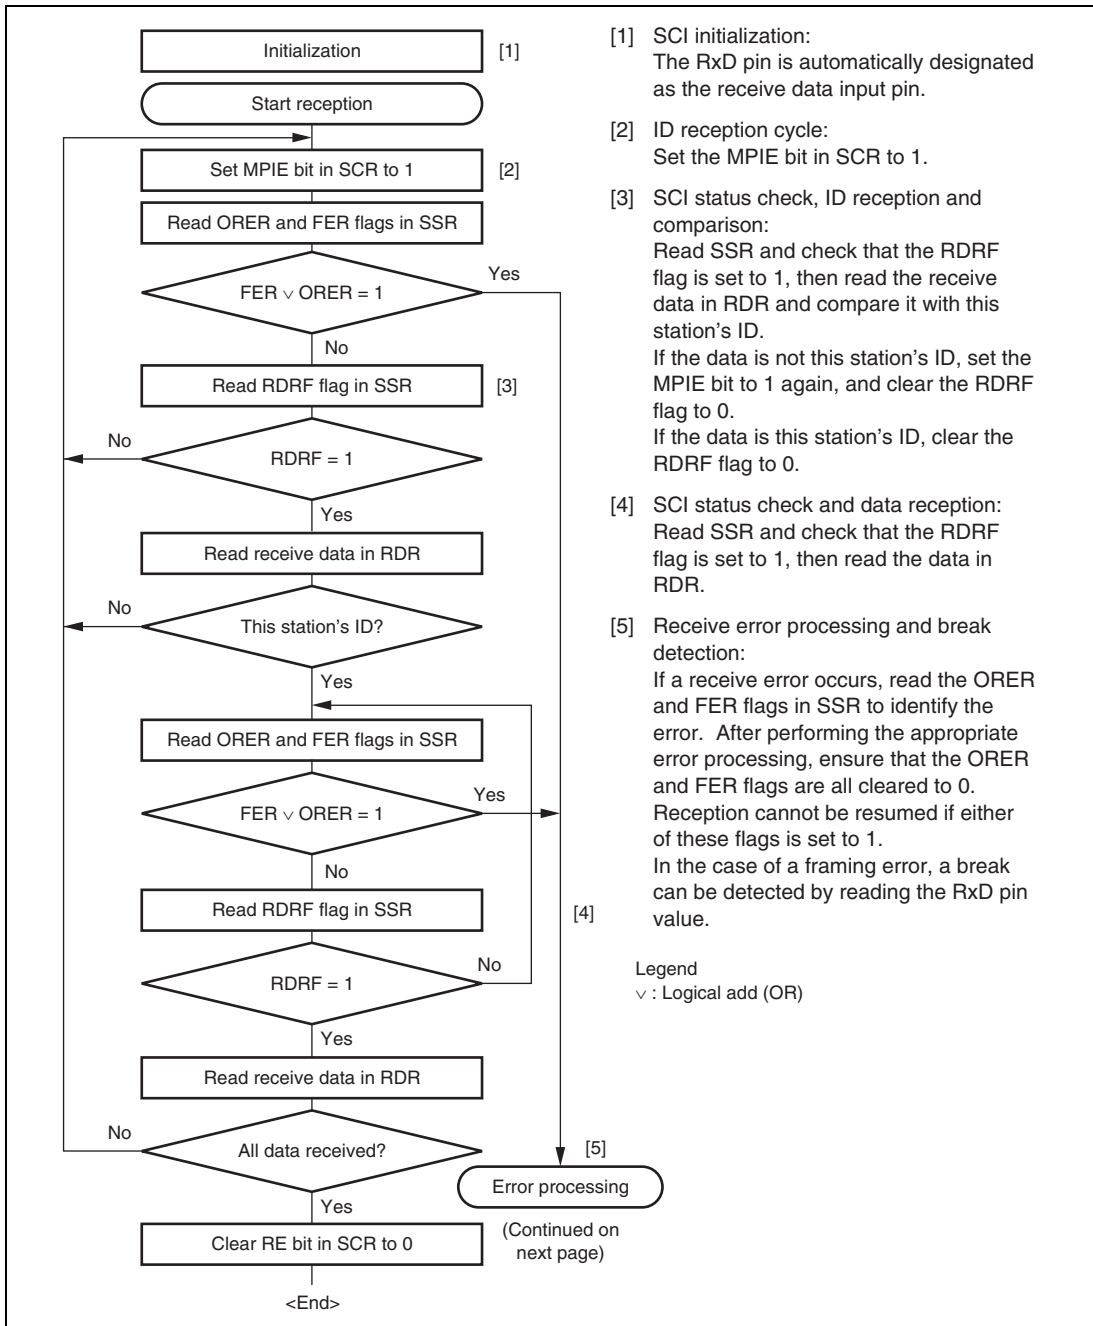 Initialization [1]
Start reception
Set MPIE bit in SCR to 1 [2]
Read ORER and FER flags in SSR
Yes
FER ∨ ORER = 1
No
Read RDRF flag in SSR [3]
No
RDRF = 1
Yes
Read receive data in RDR
No
This station's ID?
Yes
Read ORER and FER flags in SSR
Yes
FER ∨ ORER = 1
No
Read RDRF flag in SSR [4]
No
RDRF = 1
Yes
Read receive data in RDR
No
All data received?
[5]
Error processing
Yes
(Continued on
next page)
Clear RE bit in SCR to 0
<End>
[1] SCI initialization:
The RxD pin is automatically designated
as the receive data input pin.
[2] ID reception cycle:
Set the MPIE bit in SCR to 1.
[3] SCI status check, ID reception and
comparison:
Read SSR and check that the RDRF
flag is set to 1, then read the receive
data in RDR and compare it with this
station's ID.
If the data is not this station's ID, set the
MPIE bit to 1 again, and clear the RDRF
flag to 0.
If the data is this station's ID, clear the
RDRF flag to 0.
[4] SCI status check and data reception:
Read SSR and check that the RDRF
flag is set to 1, then read the data in
RDR.
[5] Receive error processing and break
detection:
If a receive error occurs, read the ORER
and FER flags in SSR to identify the
error. After performing the appropriate
error processing, ensure that the ORER
and FER flags are all cleared to 0.
Reception cannot be resumed if either
of these flags is set to 1.
In the case of a framing error, a break
can be detected by reading the RxD pin
value.
Legend
∨ : Logical add (OR)